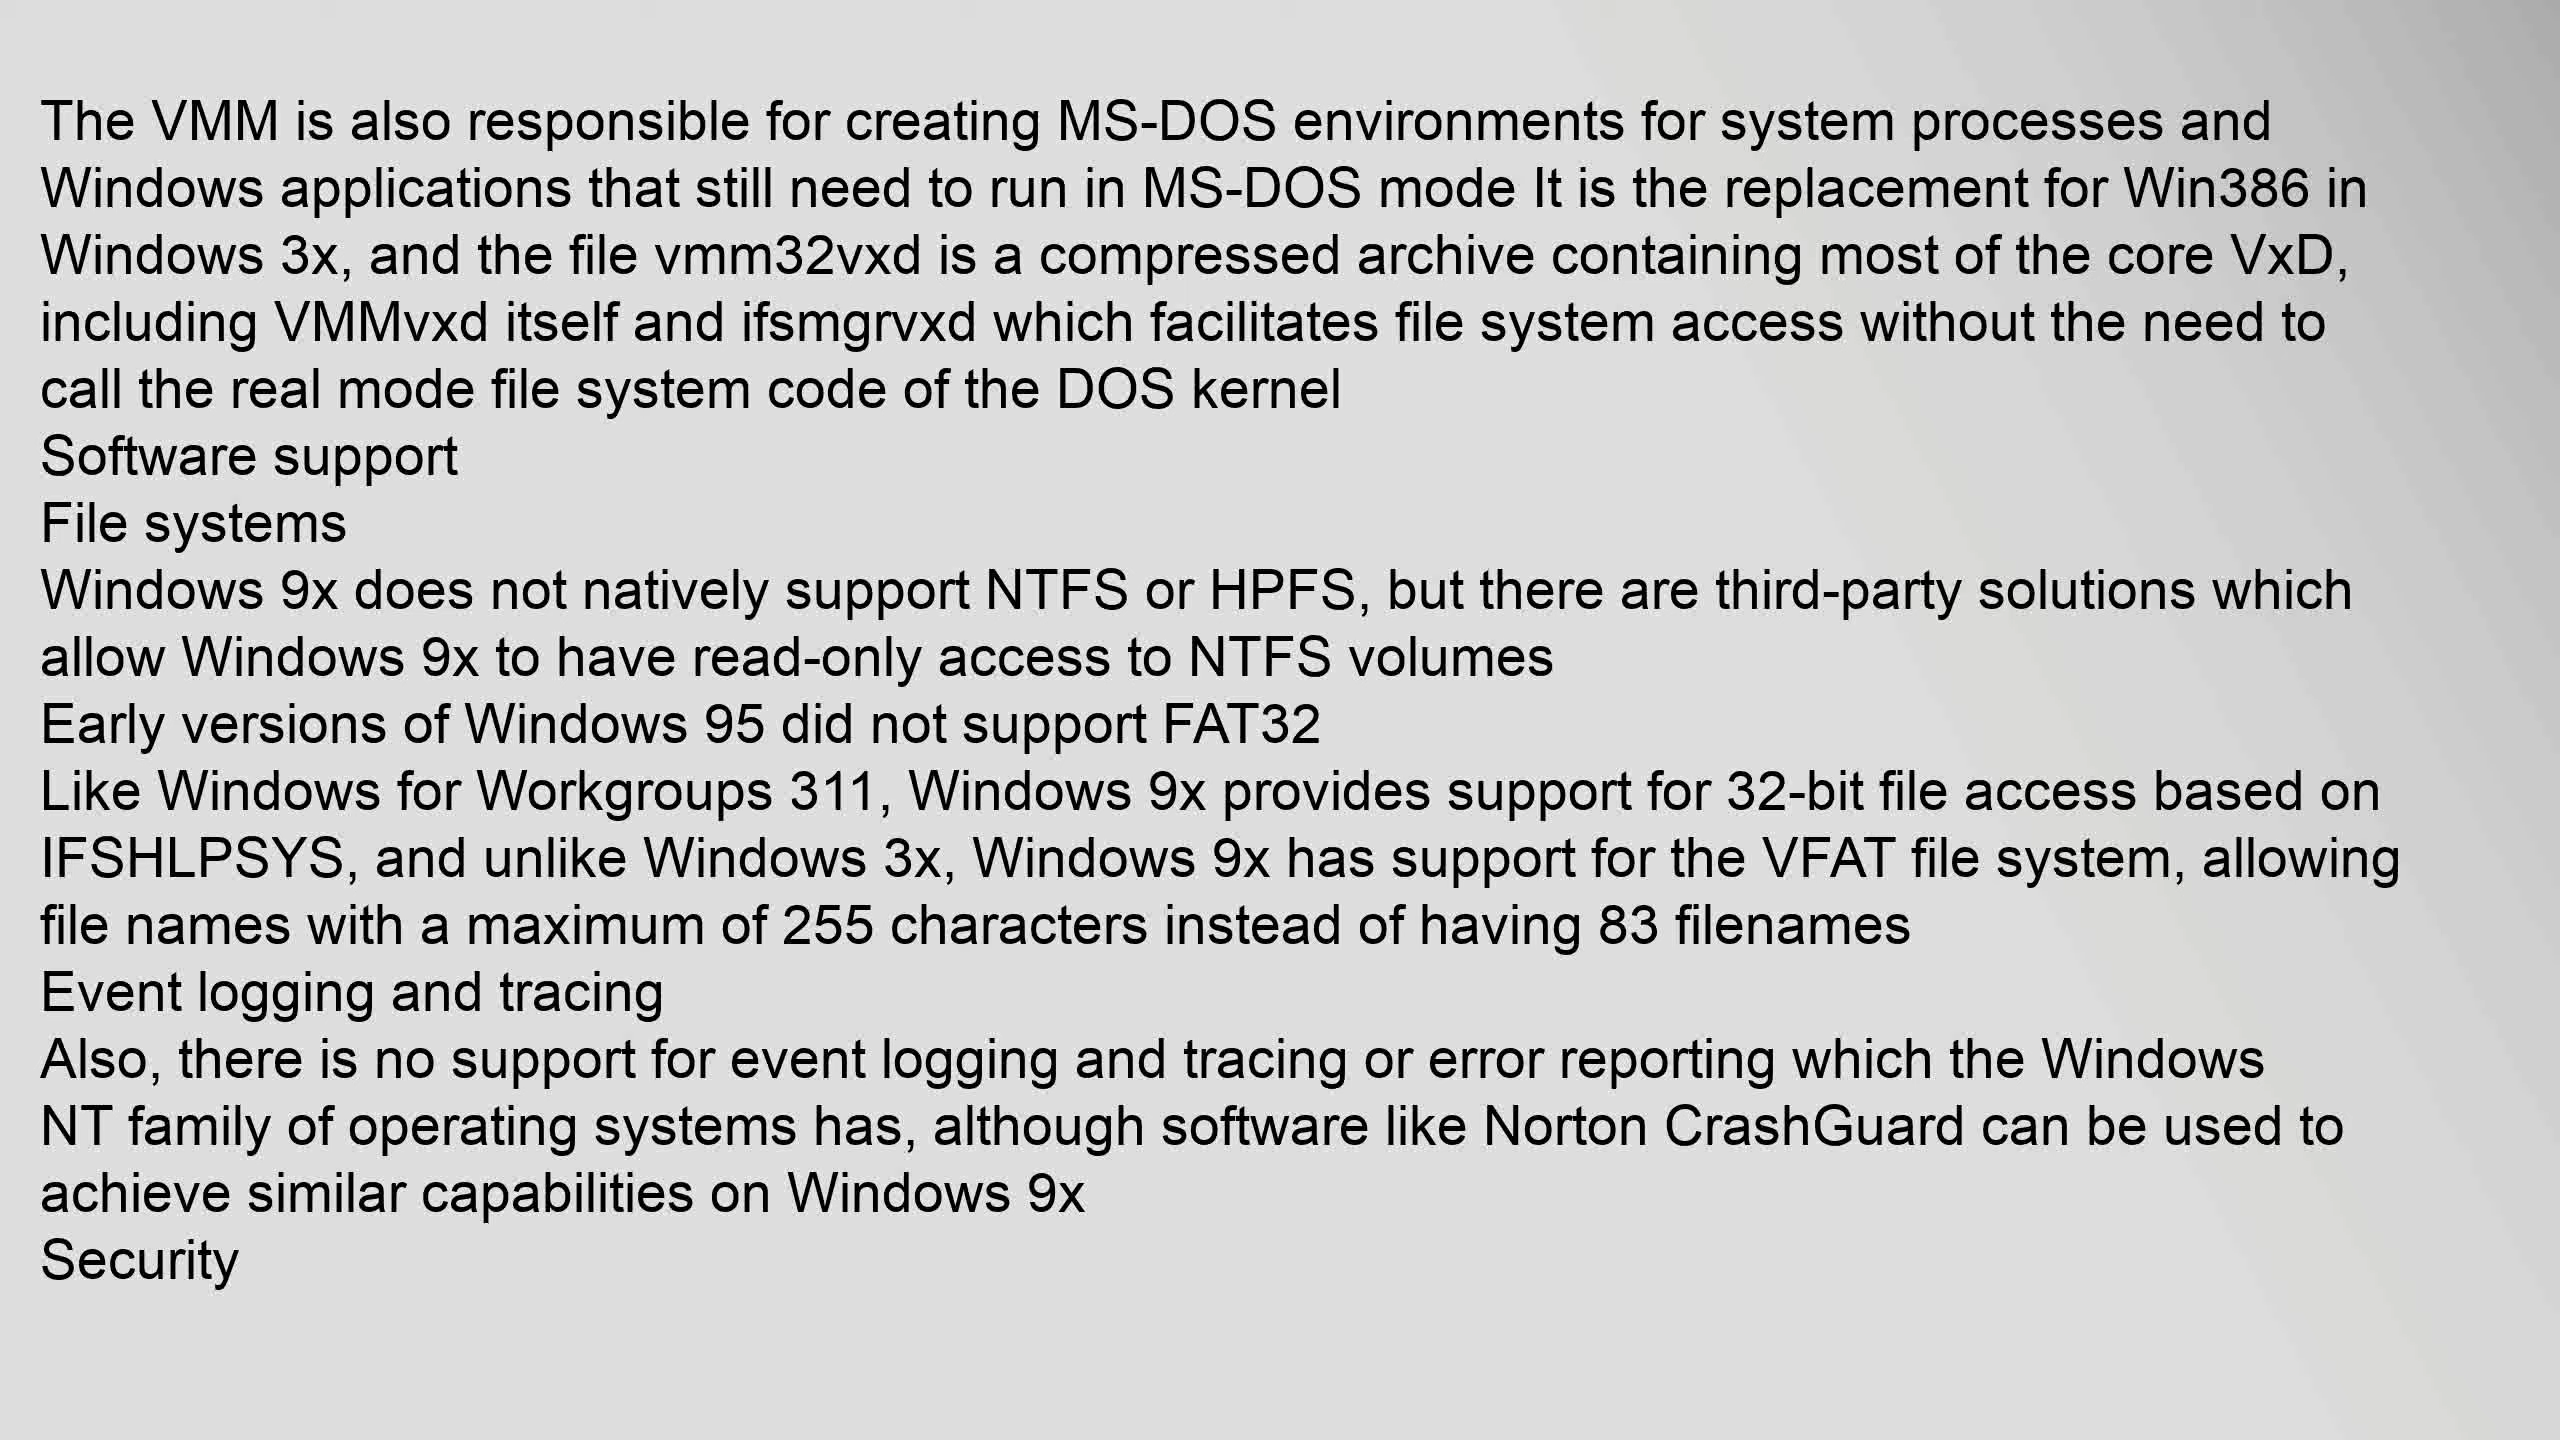 The VMM is also responsible for creating MS-DOS environments for system processes and
Windows applications that still need to run in MS-DOS mode It is the replacement for Win386 in
Windows 3x, and the file vmm32vxd is a compressed archive containing most of the core VxD,
including VMMvxd itself and ifsmgrvxd which facilitates file system access without the need to
call the real mode file system code of the DOS kernel
Software support
File systems
Windows 9x does not natively support NTFS or HPFS, but there are third-party solutions which
allow Windows 9x to have read-only access to NTFS volumes
Early versions of Windows 95 did not support FAT32
Like Windows for Workgroups 311, Windows 9x provides support for 32-bit file access based on
IFSHLPSYS, and unlike Windows 3x, Windows 9x has support for the VFAT file system, allowing
file names with a maximum of 255 characters instead of having 83 filenames
Event logging and tracing
Also, there is no support for event logging and tracing or error reporting which the Windows
NT family of operating systems has, although software like Norton CrashGuard can be used to
achieve similar capabilities on Windows 9x
Security